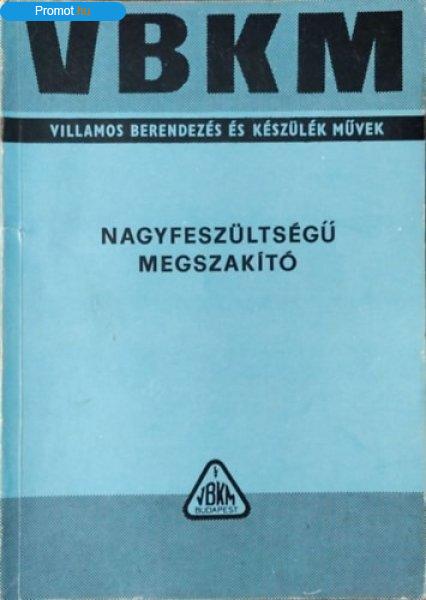 VBKM
Promot.hu
VILLAMOS BERENDEZÉS ÉS KÉSZÜLÉK MŰVEK
NAGYFESZÜLTSÉGŰ
MEGSZAKÍTÓ
VBKM
BUDAPEST